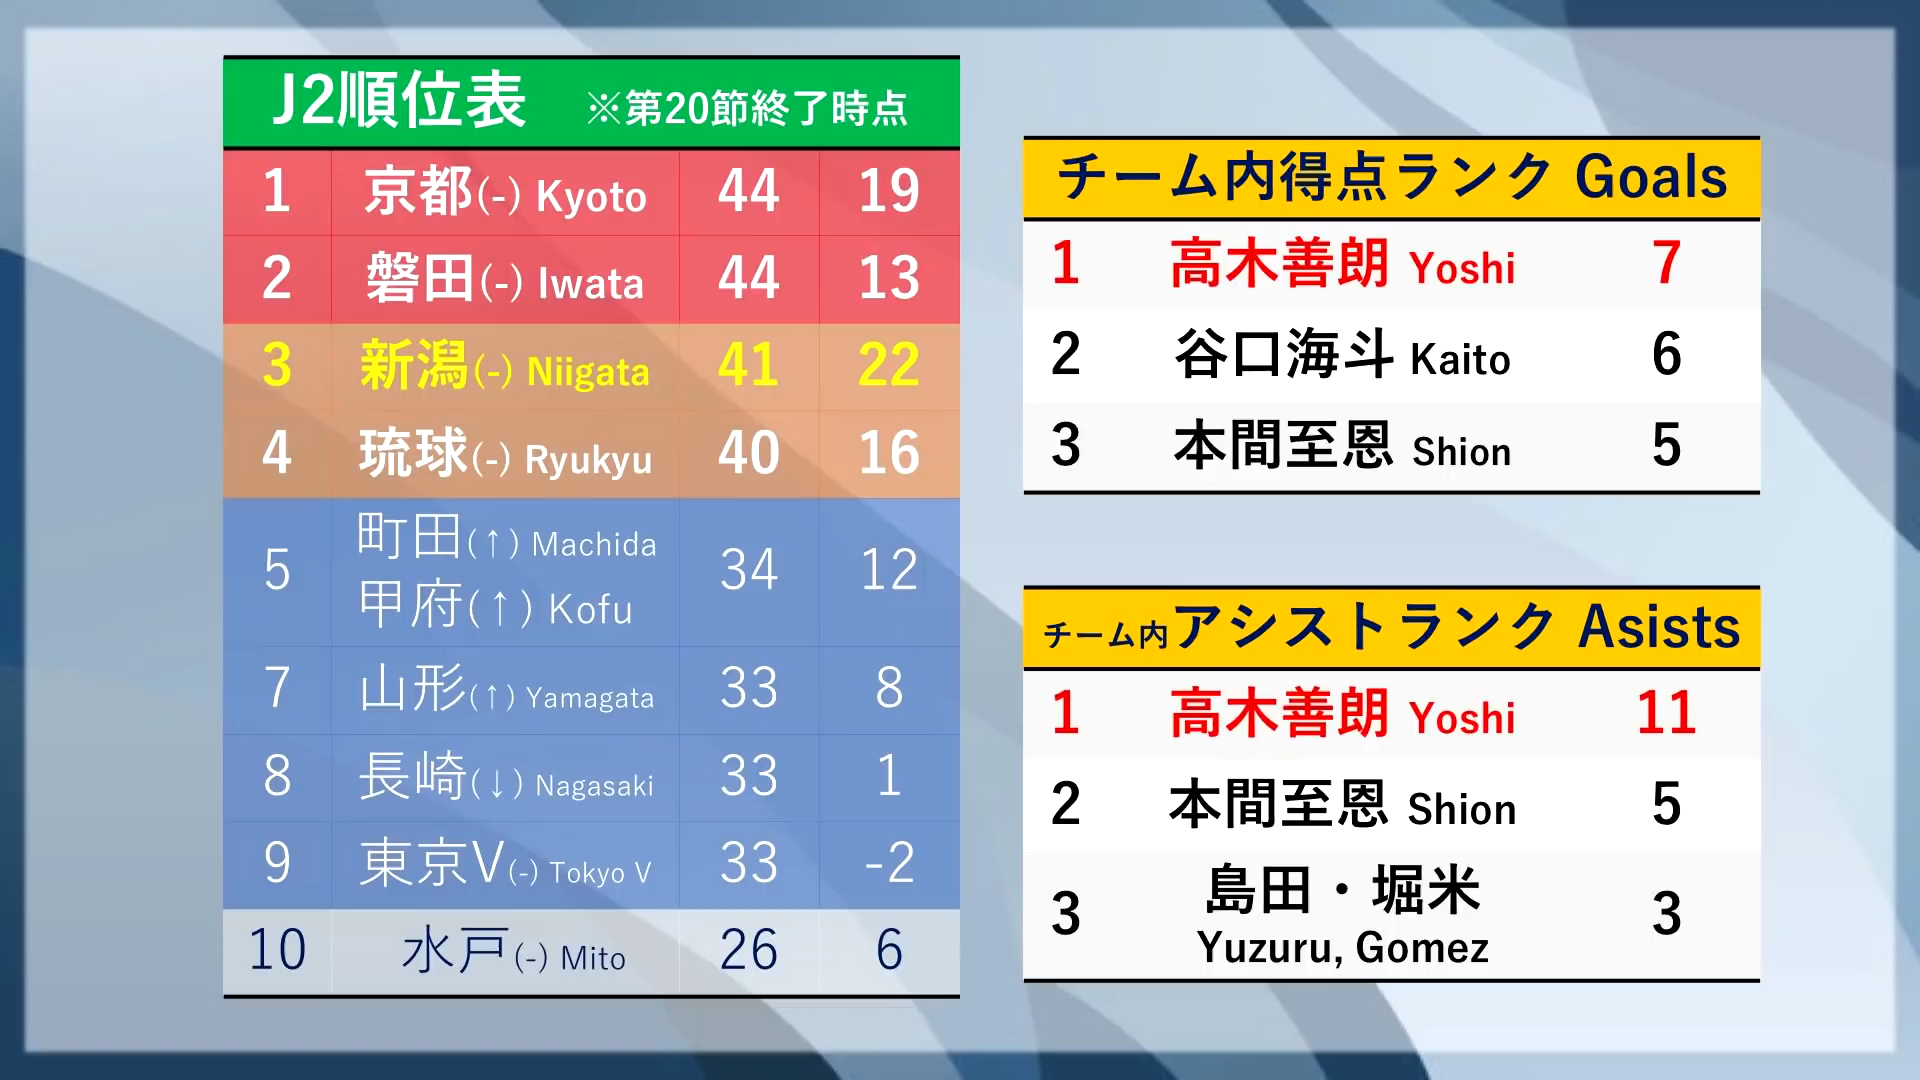 J2順位表 ※第20節終了時点
1 京都(-) Kyoto 44 19
2 磐田(-) Iwata 44 13
3 新潟(-) Niigata 41 22
4 琉球(-) Ryukyu 40 16
5 町田(↑) Machida 34 12
甲府(↑) Kofu
7 山形(↑) Yamagata 33 8
8 長崎(↓) Nagasaki 33 1
9 東京V(-) Tokyo V 33 -2
10 水戸(-) Mito 26 6
チーム内得点ランク Goals
1 高木善朗 Yoshi 7
2 谷口海斗 Kaito 6
3 本間至恩 Shion 5
チーム内アシストランク Asists
1 高木善朗 Yoshi 11
2 本間至恩 Shion 5
3 島田・堀米 3
Yuzuru, Gomez